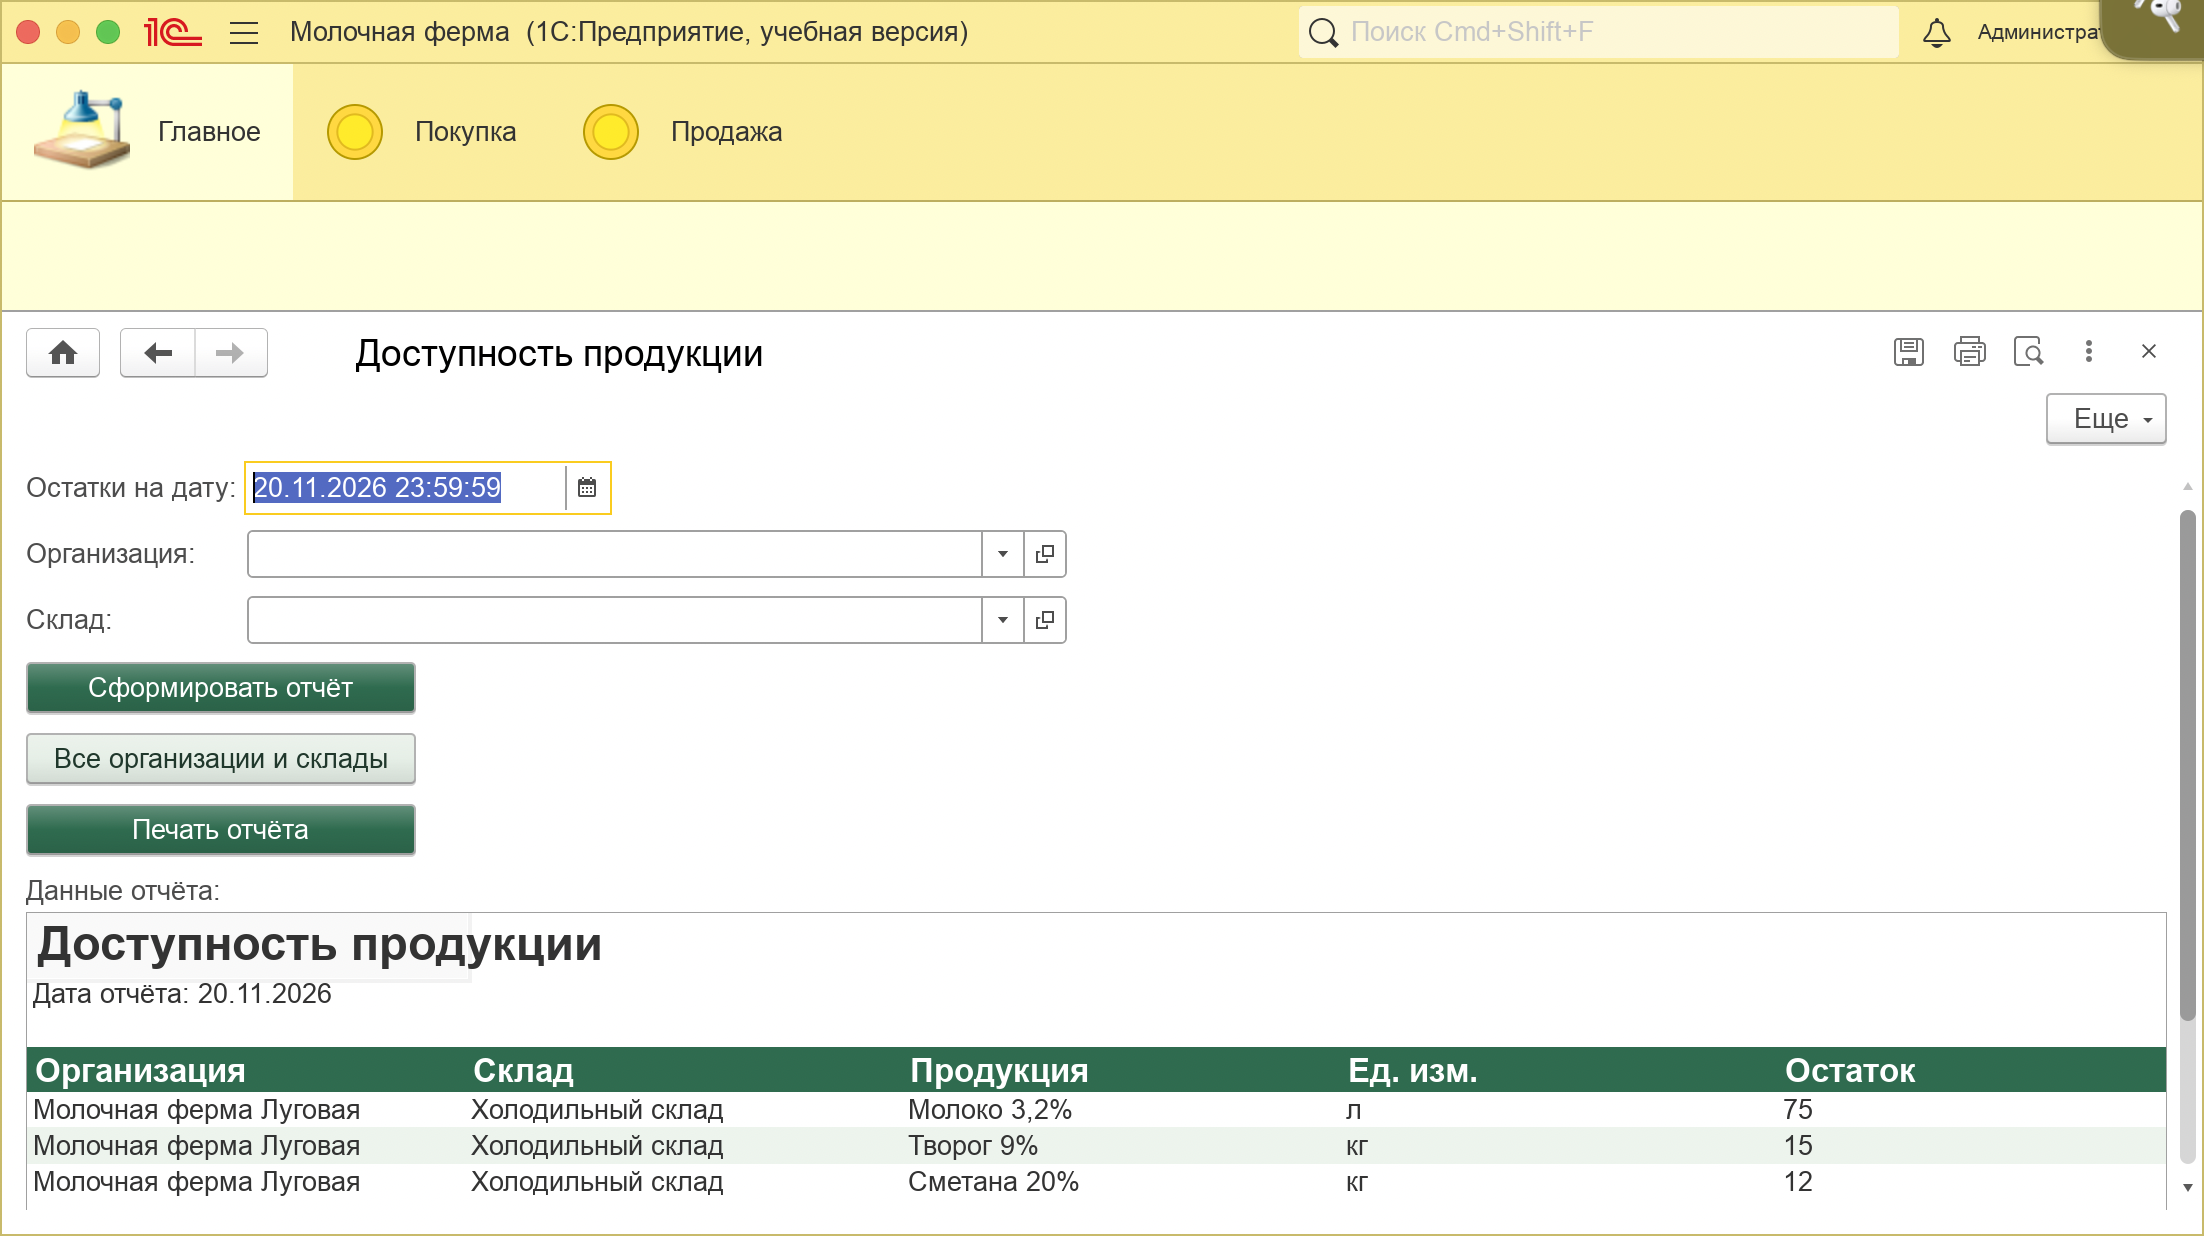 1С Молочная ферма (1С:Предприятие, учебная версия) Поиск Cmd+Shift+F
Главное Покупка Продажа
Доступность продукции
Еще
Остатки на дату: 20.11.2026 23:59:59
Организация:
Склад:
Сформировать отчёт
Все организации и склады
Печать отчёта
Данные отчёта:
Доступность продукции
Дата отчёта: 20.11.2026
Организация Склад Продукция Ед. изм. Остаток
Молочная ферма Луговая Холодильный склад Молоко 3,2% л 75
Молочная ферма Луговая Холодильный склад Творог 9% кг 15
Молочная ферма Луговая Холодильный склад Сметана 20% кг 12